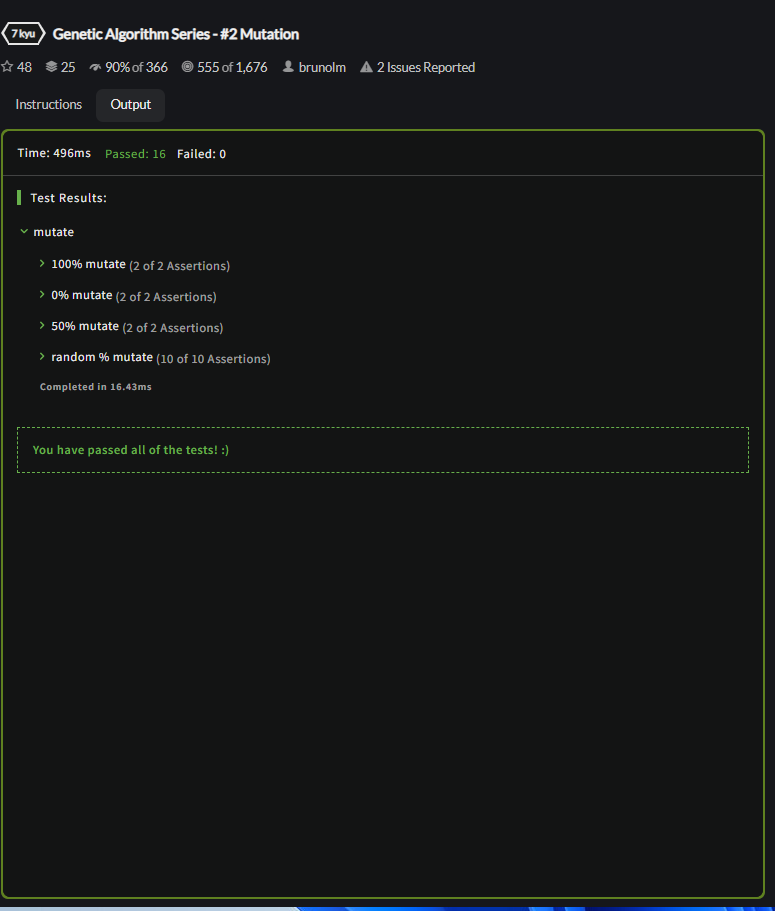 7 kyu Genetic Algorithm Series - #2 Mutation
48 25 90% of 366 555 of 1,676 brunolm 2 Issues Reported
Instructions Output
Time: 496ms Passed: 16 Failed: 0
Test Results:
mutate
100% mutate (2 of 2 Assertions)
0% mutate (2 of 2 Assertions)
50% mutate (2 of 2 Assertions)
random % mutate (10 of 10 Assertions)
Completed in 16.43ms
You have passed all of the tests! :)